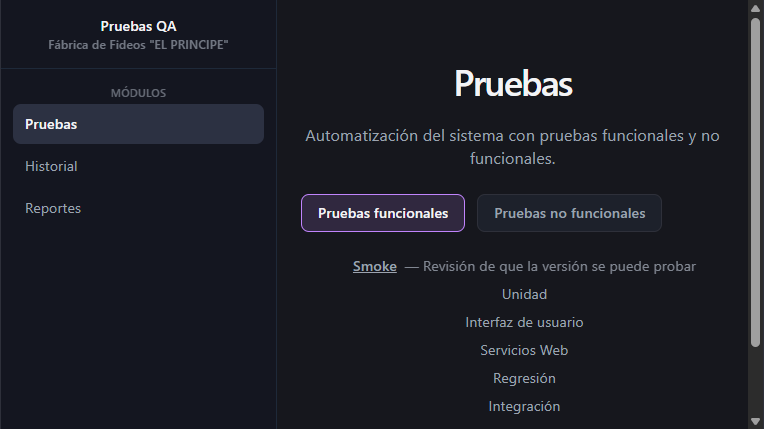 Pruebas QA
Fábrica de Fideos "EL PRINCIPE"
MÓDULOS
Pruebas
Historial
Reportes
Pruebas
Automatización del sistema con pruebas funcionales y no
funcionales.
Pruebas funcionales
Pruebas no funcionales
Smoke — Revisión de que la versión se puede probar
Unidad
Interfaz de usuario
Servicios Web
Regresión
Integración